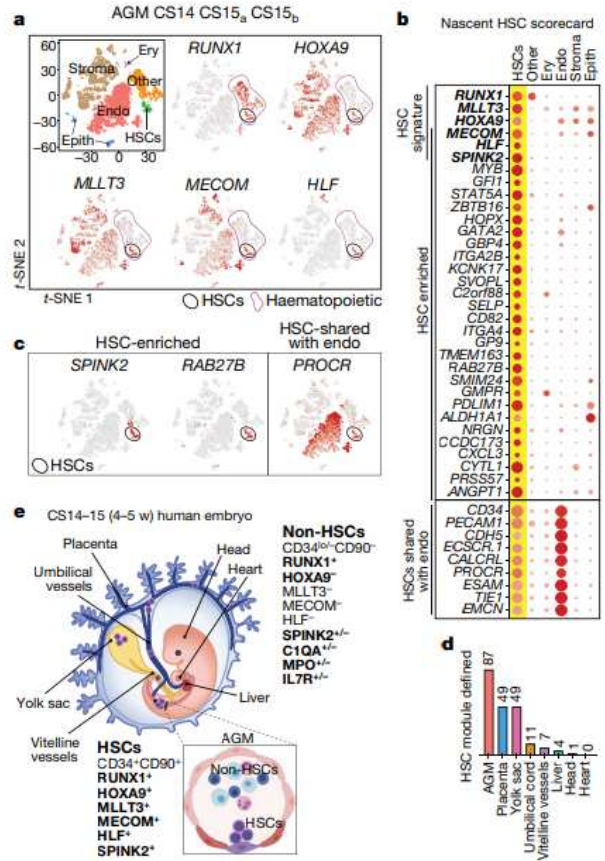 a
AGM CS14 CS15a CS15b
60
30
0
−30
−60
−30 0 30
Stroma
Ery
Other
Endo
HSCs
Epith
RUNX1
HOXA9
MLLT3
MECOM
HLF
t-SNE 2
t-SNE 1
HSCs
Haematopoietic
c
HSC-enriched
HSC-shared
with endo
SPINK2
RAB27B
PROCR
HSCs
b
Nascent HSC scorecard
HSCs
Other
Ery
Endo
Stroma
Epith
HSC
signature
RUNX1
MLLT3
HOXA9
MECOM
HLF
SPINK2
HSC enriched
MYB
GFI1
STAT5A
ZBTB16
HOPX
GATA2
GBP4
ITGA2B
KCNK17
SVOPL
C2orf88
SELP
CD82
ITGA4
GP9
TMEM163
RAB27B
SMIM24
GMPR
PDLIM1
ALDH1A1
NRGN
CCDC173
CXCL3
CYTL1
PRSS57
ANGPT1
HSCs shared
with endo
CD34
PECAM1
CDH5
ECSCR.1
CALCRL
PROCR
ESAM
TIE1
EMCN
e
CS14–15 (4–5 w) human embryo
Placenta
Umbilical
vessels
Head
Heart
Yolk sac
Liver
Vitelline
vessels
Non-HSCs
CD34lo/−CD90−
RUNX1+
HOXA9−
MLLT3−
MECOM−
HLF−
SPINK2+/−
C1QA+/−
MPO+/−
IL7R+/−
HSCs
CD34+CD90+
RUNX1+
HOXA9+
MLLT3+
MECOM+
HLF+
SPINK2+
AGM
Non-HSCs
HSCs
d
HSC module defined
87
49
49
11
7
4
1
0
AGM
Placenta
Yolk sac
Umbilical cord
Vitelline vessels
Liver
Head
Heart